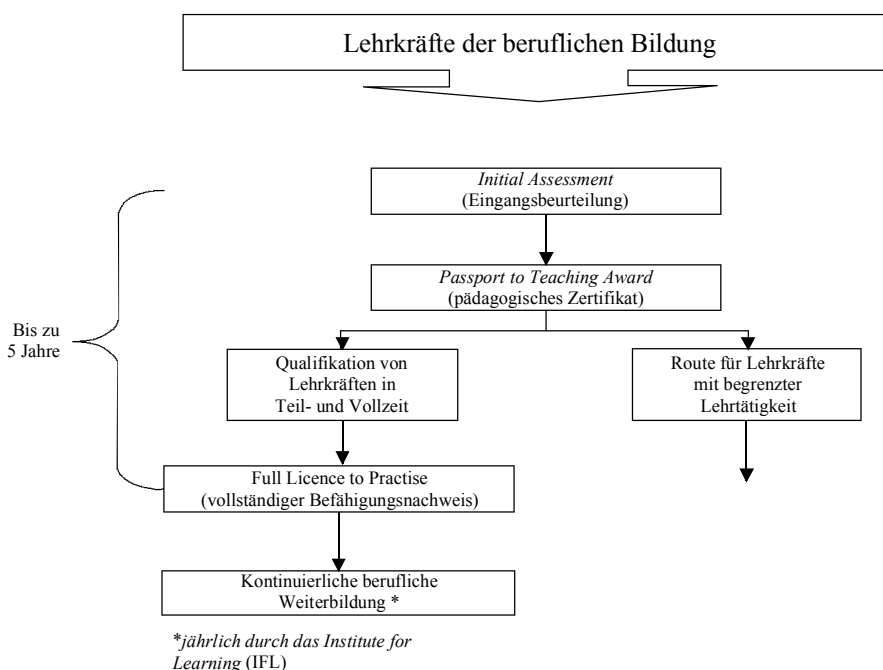 Lehrkräfte der beruflichen Bildung
Initial Assessment
(Eingangsbeurteilung)
Passport to Teaching Award
(pädagogisches Zertifikat)
Bis zu
5 Jahre
Qualifikation von
Lehrkräften in
Teil- und Vollzeit
Route für Lehrkräfte
mit begrenzter
Lehrtätigkeit
Full Licence to Practise
(vollständiger Befähigungsnachweis)
Kontinuierliche berufliche
Weiterbildung *
*jährlich durch das Institute for
Learning (IFL)